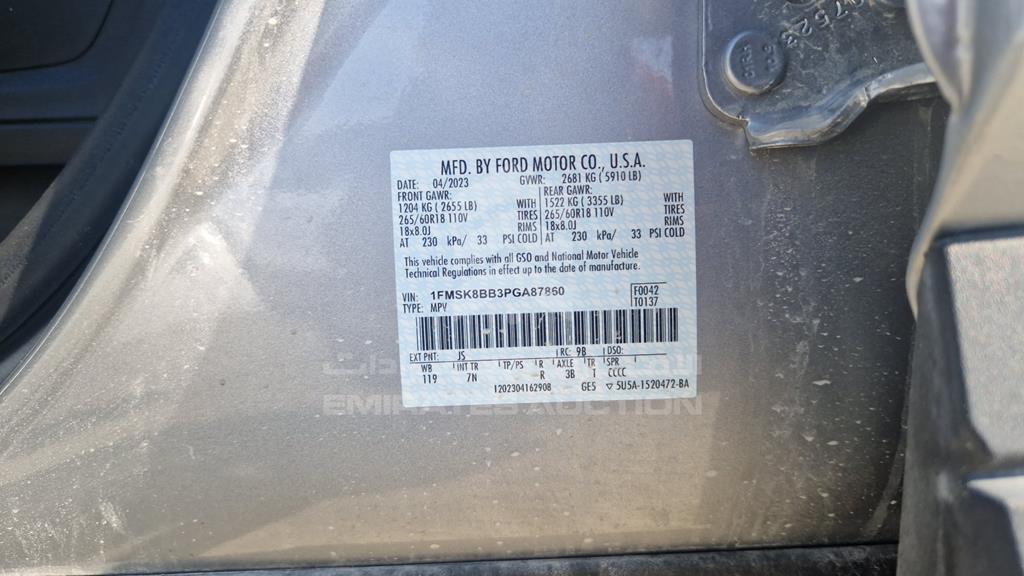 MFD. BY FORD MOTOR CO., U.S.A.
DATE: 04/2023 GVWR: 2681 KG ( 5910 LB)
FRONT GAWR: REAR GAWR:
1204 KG ( 2655 LB) WITH 1522 KG ( 3355 LB) WITH
265/60R18 110V TIRES 265/60R18 110V TIRES
18x8.0J RIMS 18x8.0J RIMS
AT 230 kPa/ 33 PSI COLD AT 230 kPa/ 33 PSI COLD
This vehicle complies with all GSO and National Motor Vehicle
Technical Regulations in effect up to the date of manufacture.
VIN: 1FMSK8BB3PGA87860 F0042
TYPE: MPV T0137
EXT PNT: JS RC: 9B DSO:
WB INT TR TP/PS R AXLE TR SPR
119 7N R 3B T CCCC
1202304162908 GE5 ▽ 5U5A-1520472-BA
EMIRATES AUCTION